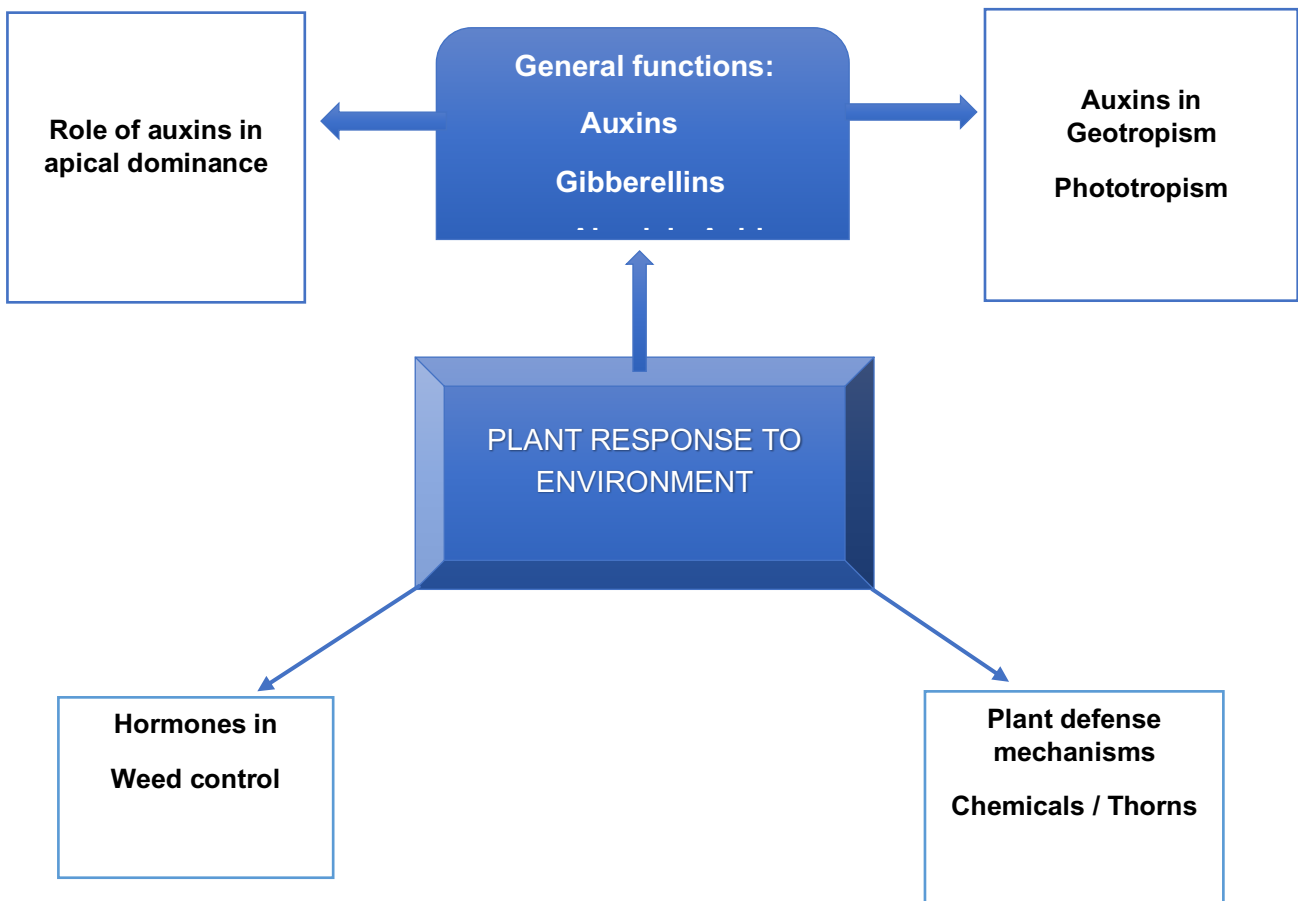 Role of auxins in
apical dominance
General functions:
Auxins
Gibberellins
Auxins in
Geotropism
Phototropism
PLANT RESPONSE TO
ENVIRONMENT
Hormones in
Weed control
Plant defense
mechanisms
Chemicals / Thorns